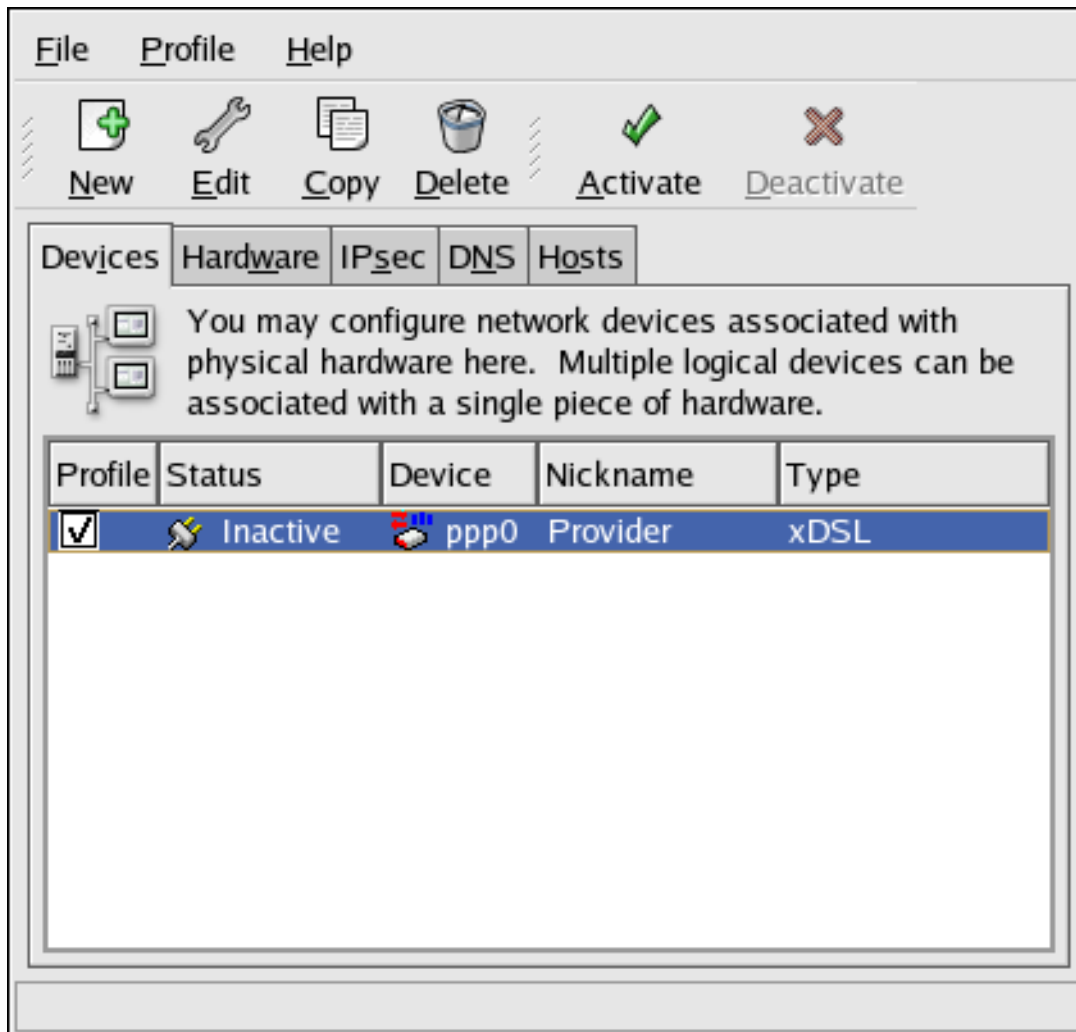 File Profile Help
New Edit Copy Delete Activate Deactivate
Devices Hardware IPsec DNS Hosts
You may configure network devices associated with
physical hardware here.  Multiple logical devices can be
associated with a single piece of hardware.
Profile Status Device Nickname Type
Inactive ppp0 Provider xDSL